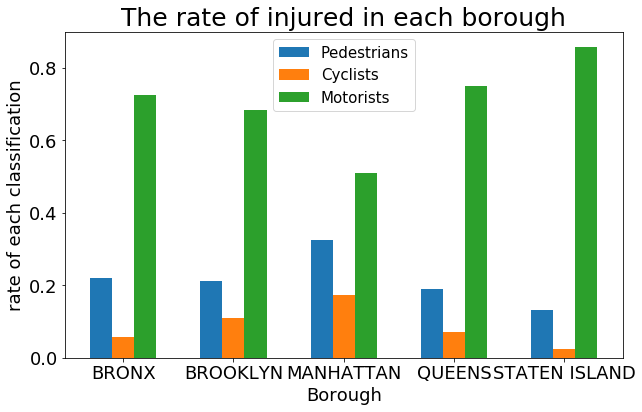 The rate of injured in each borough
Pedestrians
Cyclists
Motorists
rate of each classification
0.8
0.6
0.4
0.2
0.0
BRONX BROOKLYN MANHATTAN QUEENS STATEN ISLAND
Borough